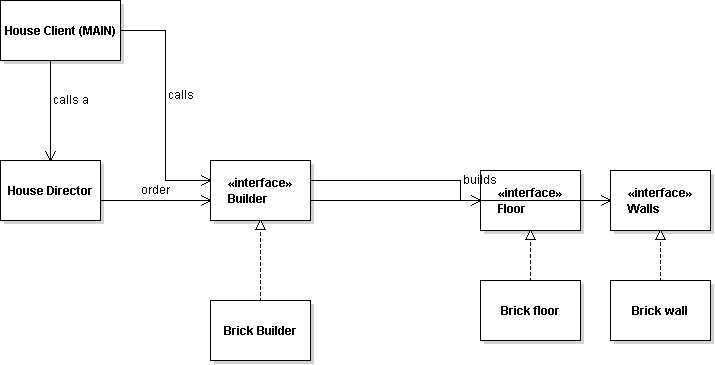 House Client (MAIN)
calls a
calls
House Director
order
«interface»
Builder
builds
«interface»
Floor
«interface»
Walls
Brick Builder
Brick floor
Brick wall